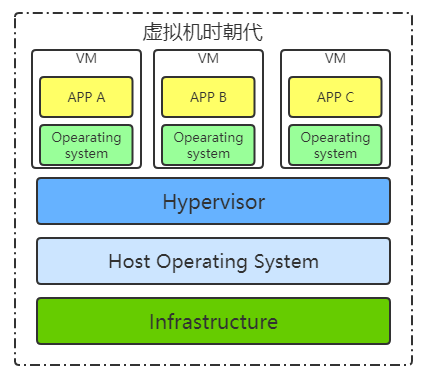 虚拟机时朝代
VM VM VM
APP A APP B APP C
Opearating Opearating Opearating
system system system
Hypervisor
Host Operating System
Infrastructure